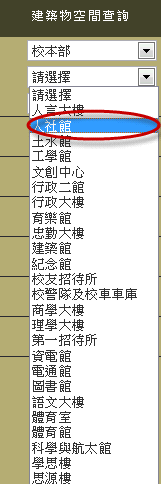 建築物空間查詢
校本部
請選擇
請選擇
人言大樓
人社館
土木館
工學館
文創中心
行政二館
行政大樓
育樂館
忠勤大樓
建築館
紀念館
校友招待所
校警隊及校車車庫
商學大樓
理學大樓
第一招待所
資電館
電通館
圖書館
語文大樓
體育室
體育館
科學與航太館
學思樓
思源樓